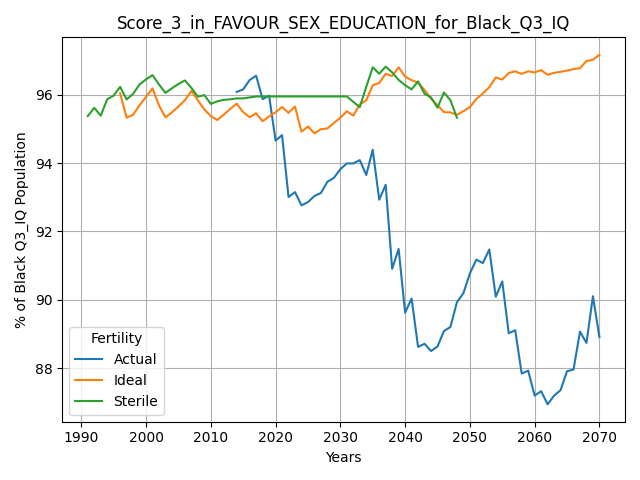 Score_3_in_FAVOUR_SEX_EDUCATION_for_Black_Q3_IQ
% of Black Q3_IQ Population
96
94
92
90
88
Fertility
Actual
Ideal
Sterile
1990 2000 2010 2020 2030 2040 2050 2060 2070
Years